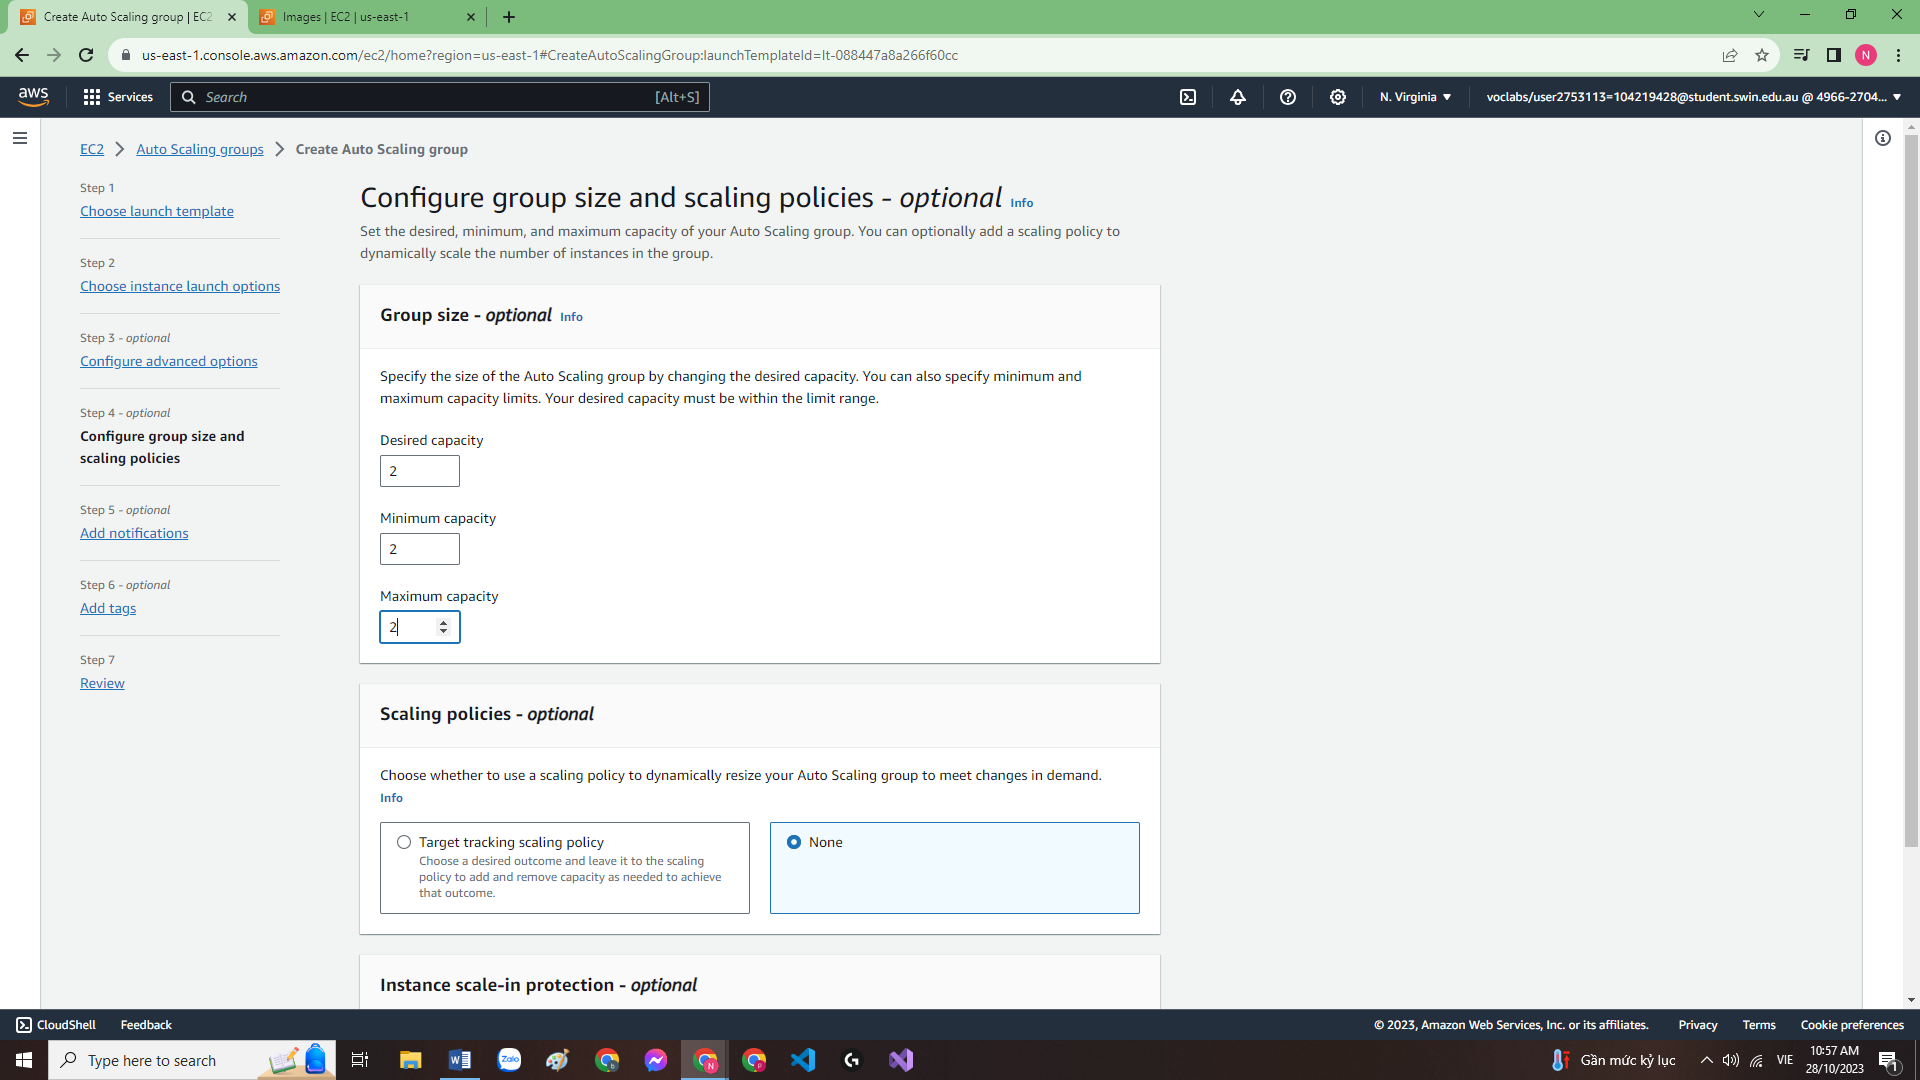 Create Auto Scaling group | EC2
Images | EC2 | us-east-1
us-east-1.console.aws.amazon.com/ec2/home?region=us-east-1#CreateAutoScalingGroup:launchTemplateId=lt-088447a8a266f60cc
N
aws
Services
Search
[Alt+S]
N. Virginia
voclabs/user2753113=104219428@student.swin.edu.au @ 4966-2704...
EC2
Auto Scaling groups
Create Auto Scaling group
Step 1
Choose launch template
Step 2
Choose instance launch options
Step 3 - optional
Configure advanced options
Step 4 - optional
Configure group size and
scaling policies
Step 5 - optional
Add notifications
Step 6 - optional
Add tags
Step 7
Review
Configure group size and scaling policies - optional Info
Set the desired, minimum, and maximum capacity of your Auto Scaling group. You can optionally add a scaling policy to
dynamically scale the number of instances in the group.
Group size - optional Info
Specify the size of the Auto Scaling group by changing the desired capacity. You can also specify minimum and
maximum capacity limits. Your desired capacity must be within the limit range.
Desired capacity
2
Minimum capacity
2
Maximum capacity
2
Scaling policies - optional
Choose whether to use a scaling policy to dynamically resize your Auto Scaling group to meet changes in demand.
Info
Target tracking scaling policy
Choose a desired outcome and leave it to the scaling
policy to add and remove capacity as needed to achieve
that outcome.
None
Instance scale-in protection - optional
CloudShell
Feedback
© 2023, Amazon Web Services, Inc. or its affiliates.
Privacy
Terms
Cookie preferences
Type here to search
Zalo
Gần mức kỷ lục
VIE
10:57 AM
28/10/2023
1